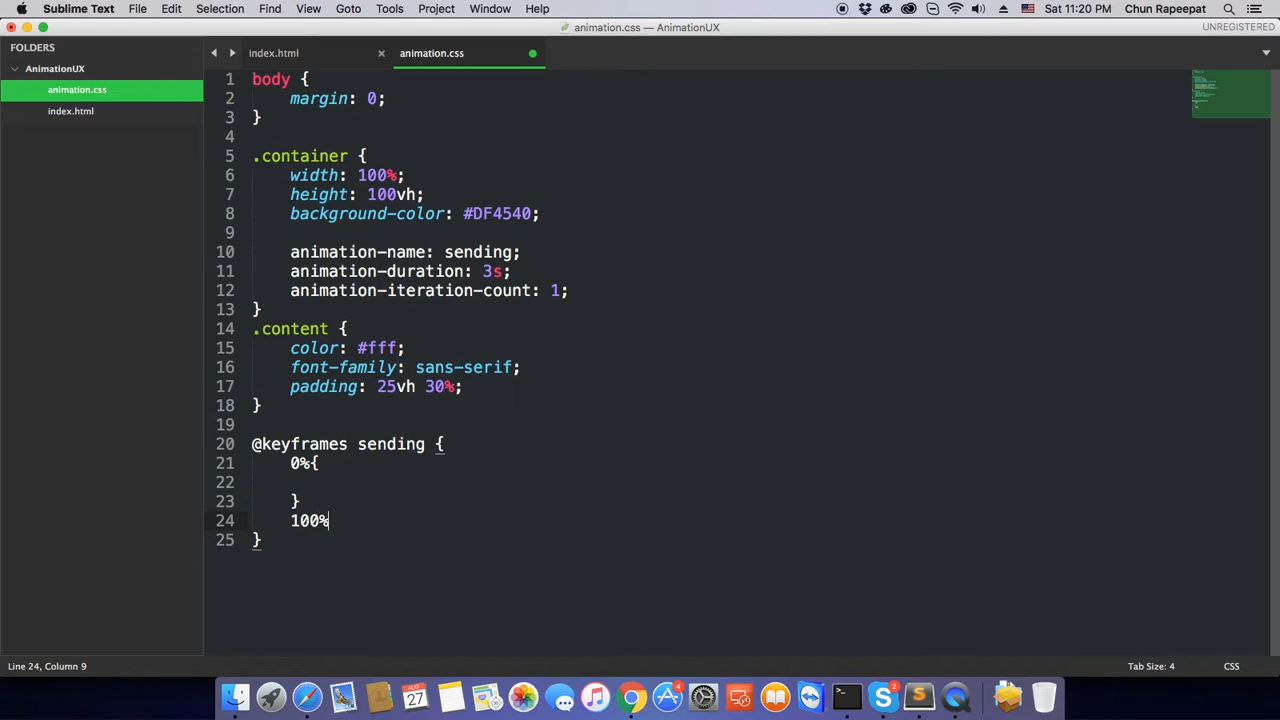 Sublime Text File Edit Selection Find View Goto Tools Project Window Help Sat 11:20 PM Chun Rapeepat
animation.css — AnimationUX UNREGISTERED
FOLDERS
AnimationUX
animation.css
index.html
index.html × animation.css
1 body {
2 margin: 0;
3 }
4
5 .container {
6 width: 100%;
7 height: 100vh;
8 background-color: #DF4540;
9
10 animation-name: sending;
11 animation-duration: 3s;
12 animation-iteration-count: 1;
13 }
14 .content {
15 color: #fff;
16 font-family: sans-serif;
17 padding: 25vh 30%;
18 }
19
20 @keyframes sending {
21 0%{
22
23 }
24 100%
25 }
Line 24, Column 9 Tab Size: 4 CSS
AUG
27
4
2